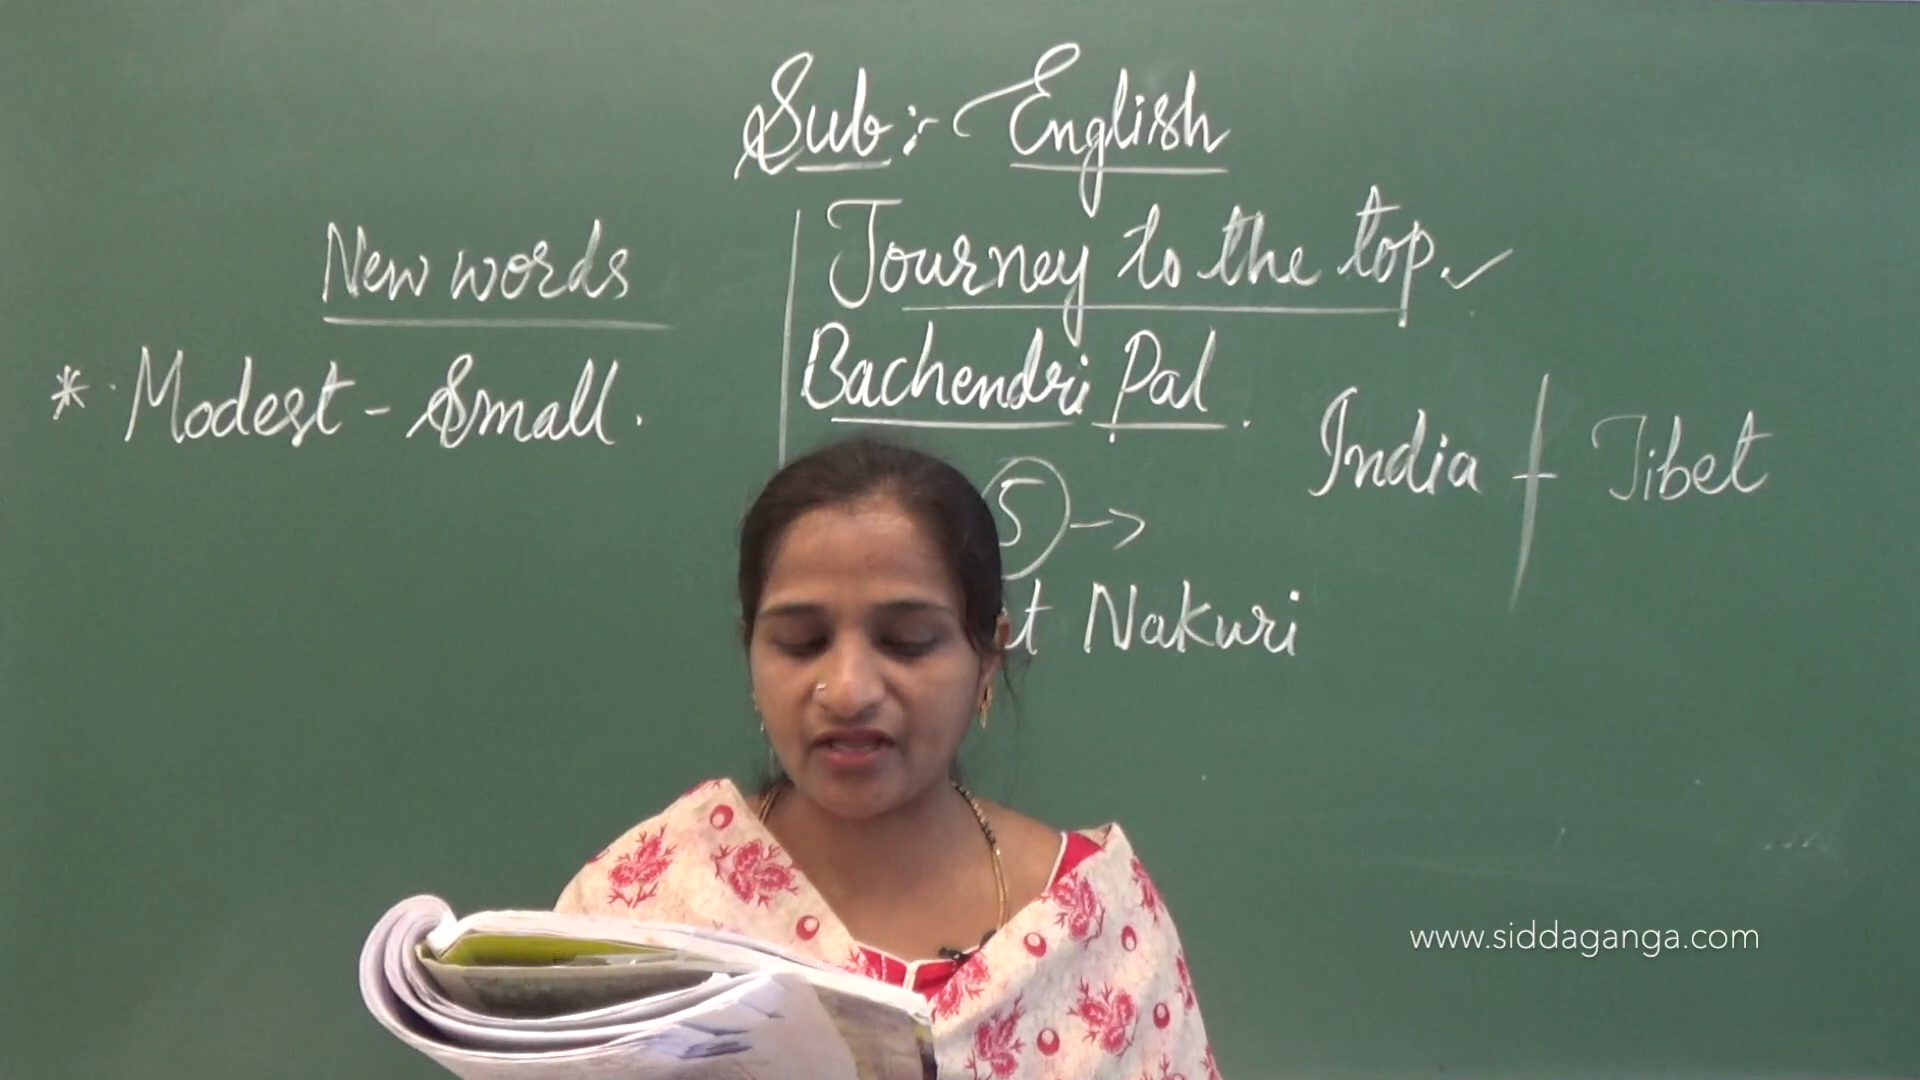 Sub:- English
New words
* Modest - Small.
Journey to the top.
Bachendri Pal.
India Tibet
5 →
Nakuri
www.siddaganga.com